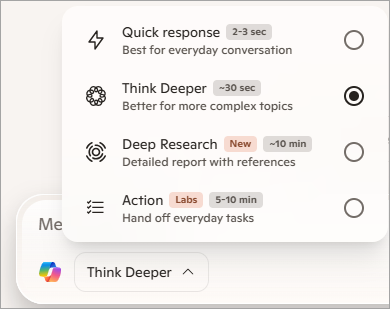 Quick response 2-3 sec
Best for everyday conversation
Think Deeper ~30 sec
Better for more complex topics
Deep Research New ~10 min
Detailed report with references
Action Labs 5-10 min
Hand off everyday tasks
Me
Think Deeper